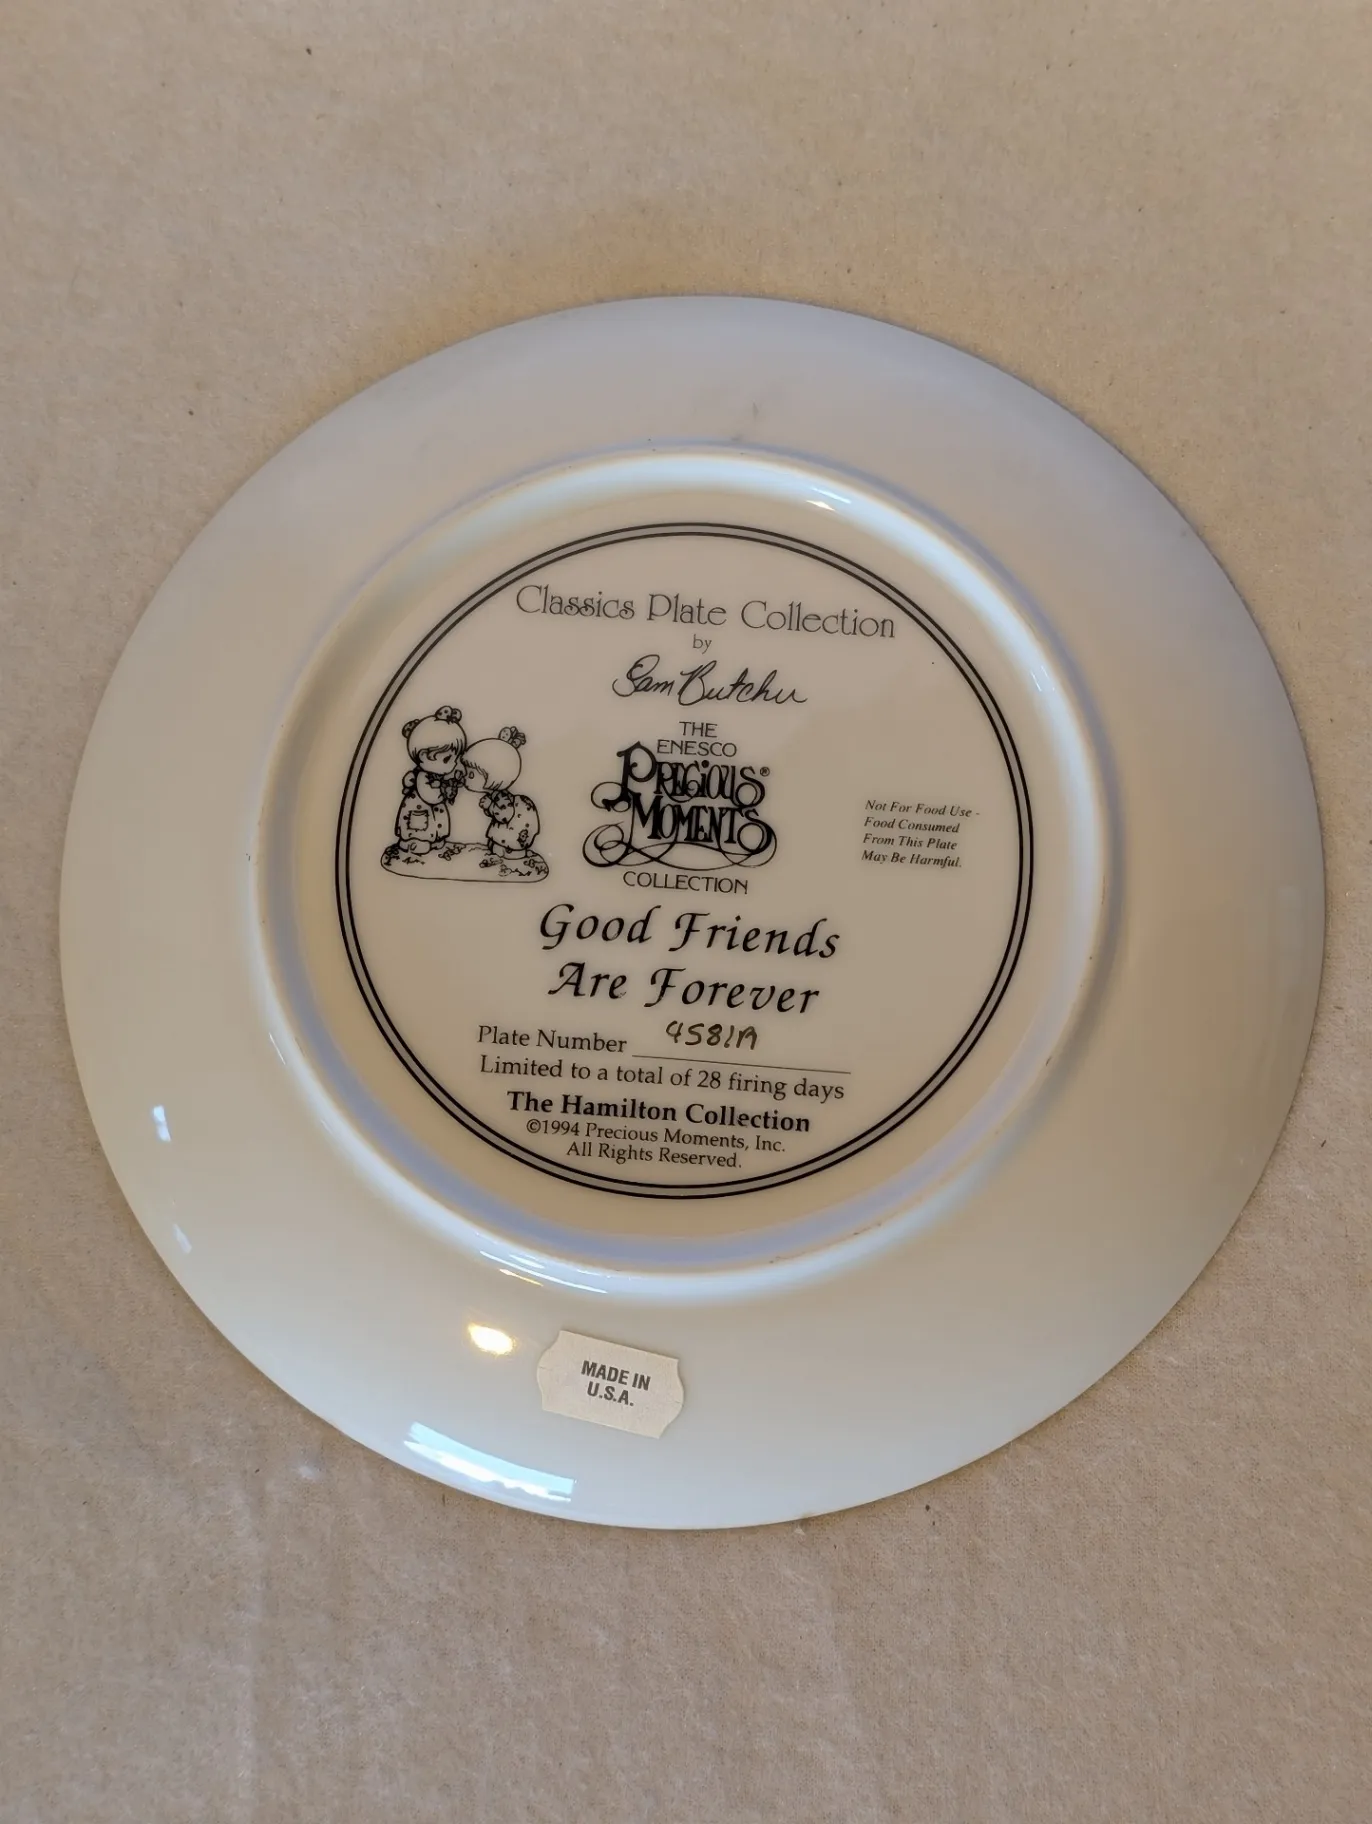 Classics Plate Collection
by
Sam Butcher
THE
ENESCO
PRECIOUS®
MOMENTS
COLLECTION
Not For Food Use -
Food Consumed
From This Plate
May Be Harmful.
Good Friends
Are Forever
Plate Number 4581A
Limited to a total of 28 firing days
The Hamilton Collection
©1994 Precious Moments, Inc.
All Rights Reserved.
MADE IN
U.S.A.